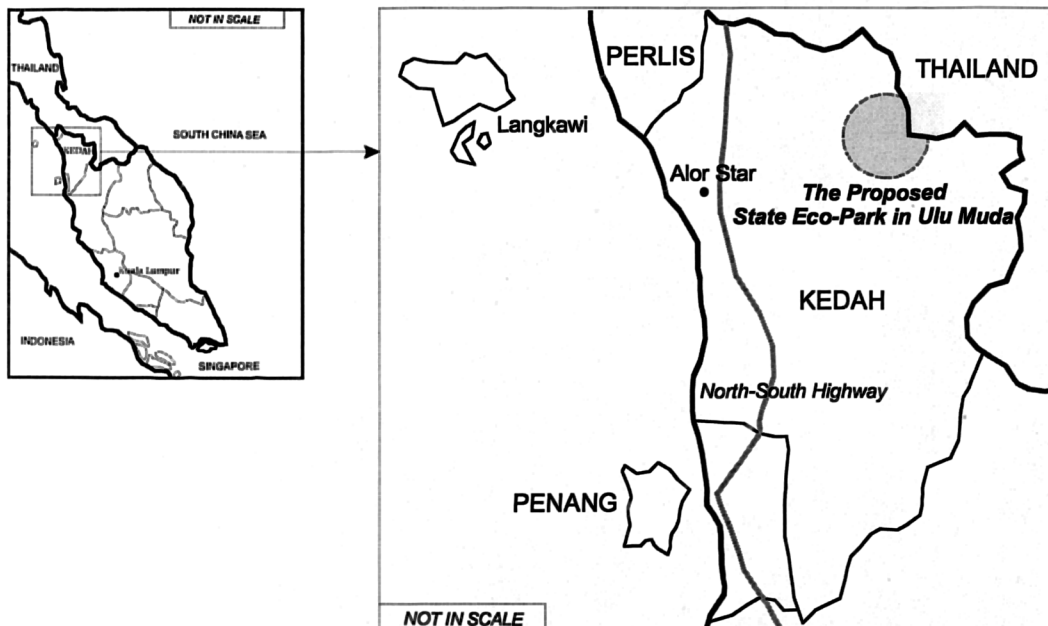 NOT IN SCALE
THAILAND
SOUTH CHINA SEA
KEDAH
Kuala Lumpur
INDONESIA
SINGAPORE
PERLIS
THAILAND
Langkawi
Alor Star
The Proposed
State Eco-Park in Ulu Muda
KEDAH
North-South Highway
PENANG
NOT IN SCALE